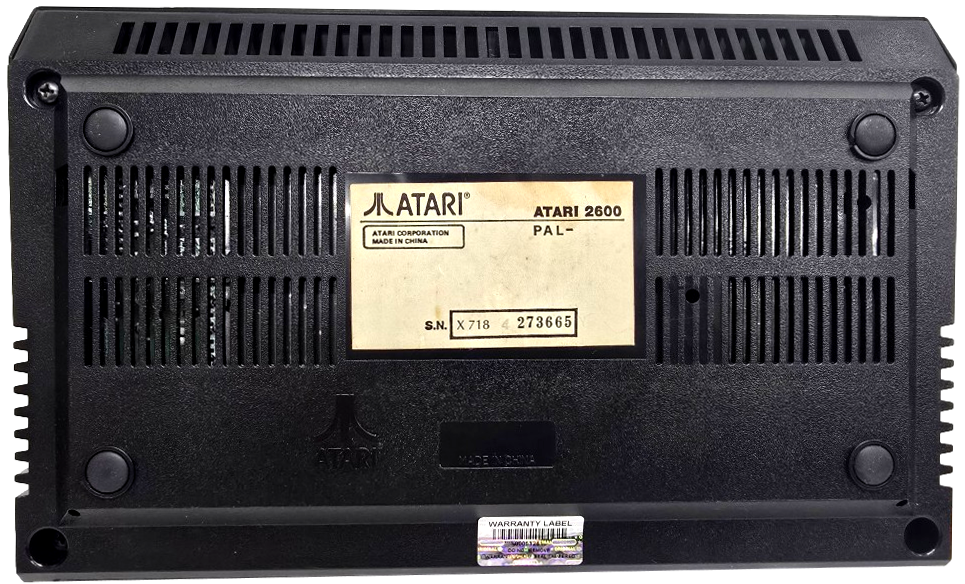 ATARI®
ATARI 2600
PAL-
ATARI CORPORATION
MADE IN CHINA
S.N. X718 4 273665
ATARI
MADE IN CHINA
WARRANTY LABEL